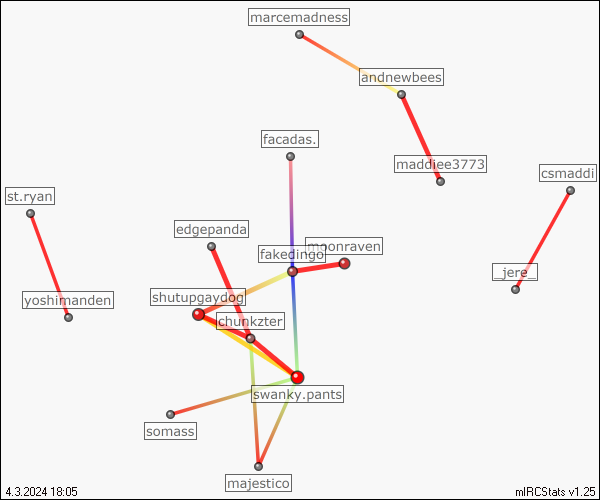 marcemadness
andnewbees
facadas.
maddiee3773
csmaddi
st.ryan
edgepanda
moonraven
fakedingo
_jere_
yoshimanden
shutupgaydog
chunkzter
swanky.pants
somass
majestico
4.3.2024 18:05
mIRCStats v1.25